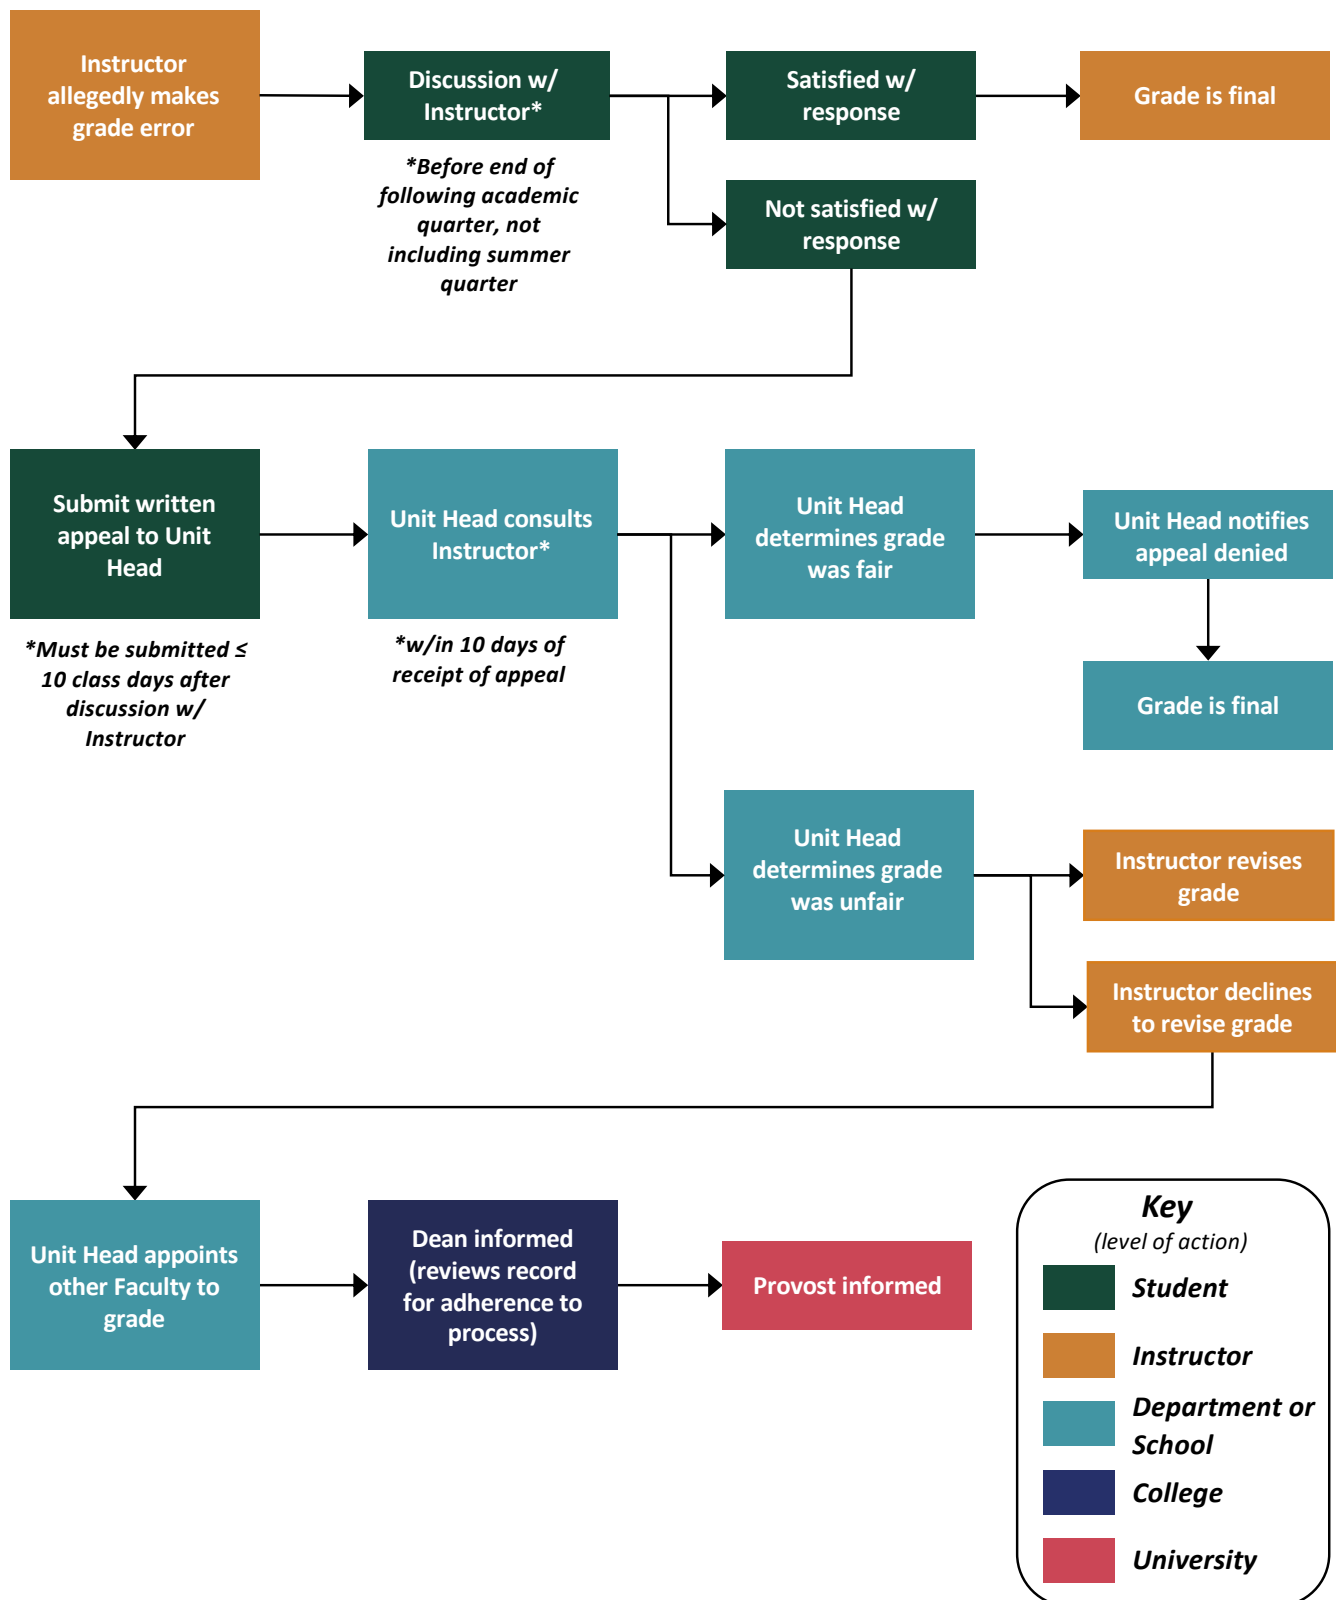 Instructor
allegedly makes
grade error
Discussion w/
Instructor*
Satisfied w/
response
Grade is final
*Before end of
following academic
quarter, not
including summer
quarter
Not satisfied w/
response
Submit written
appeal to Unit
Head
Unit Head consults
Instructor*
Unit Head
determines grade
was fair
Unit Head notifies
appeal denied
*Must be submitted ≤
10 class days after
discussion w/
Instructor
*w/in 10 days of
receipt of appeal
Grade is final
Unit Head
determines grade
was unfair
Instructor revises
grade
Instructor declines
to revise grade
Unit Head appoints
other Faculty to
grade
Dean informed
(reviews record
for adherence to
process)
Provost informed
Key
(level of action)
Student
Instructor
Department or
School
College
University